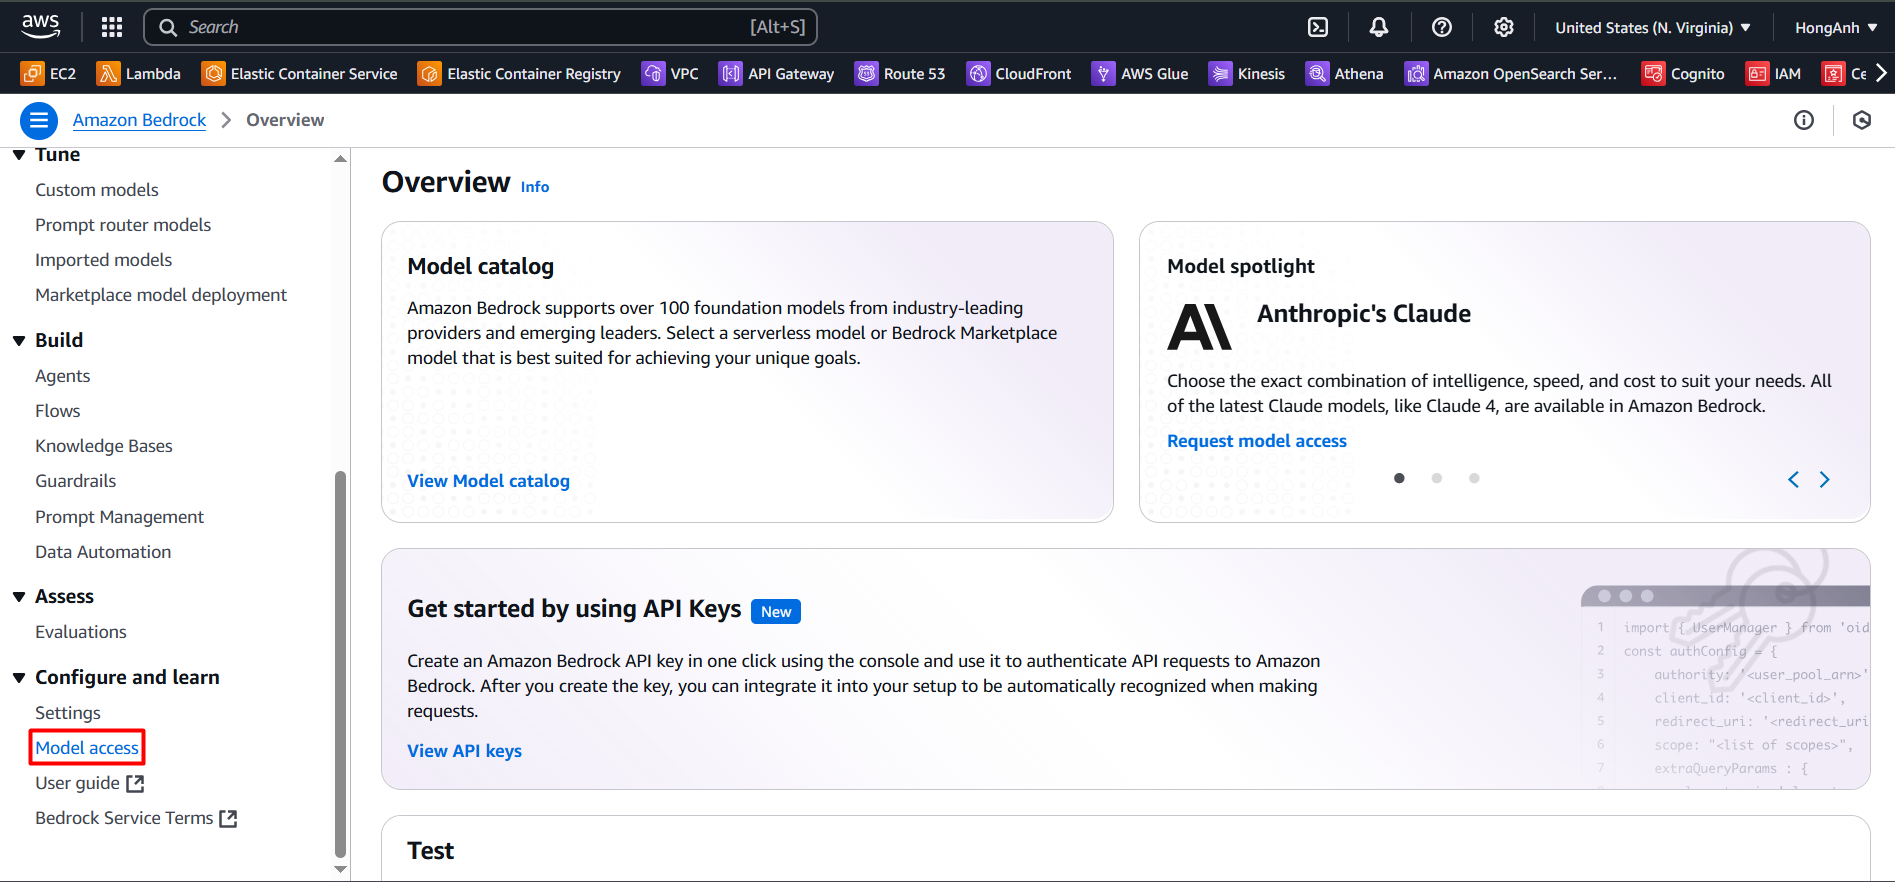 aws
Search [Alt+S]
United States (N. Virginia)
HongAnh
EC2
Lambda
Elastic Container Service
Elastic Container Registry
VPC
API Gateway
Route 53
CloudFront
AWS Glue
Kinesis
Athena
Amazon OpenSearch Ser...
Cognito
IAM
Ce
Amazon Bedrock
Overview
Tune
Custom models
Prompt router models
Imported models
Marketplace model deployment
Build
Agents
Flows
Knowledge Bases
Guardrails
Prompt Management
Data Automation
Assess
Evaluations
Configure and learn
Settings
Model access
User guide
Bedrock Service Terms
Overview Info
Model catalog
Amazon Bedrock supports over 100 foundation models from industry-leading
providers and emerging leaders. Select a serverless model or Bedrock Marketplace
model that is best suited for achieving your unique goals.
View Model catalog
Model spotlight
Anthropic's Claude
Choose the exact combination of intelligence, speed, and cost to suit your needs. All
of the latest Claude models, like Claude 4, are available in Amazon Bedrock.
Request model access
Get started by using API Keys New
Create an Amazon Bedrock API key in one click using the console and use it to authenticate API requests to Amazon
Bedrock. After you create the key, you can integrate it into your setup to be automatically recognized when making
requests.
View API keys
1 import { UserManager } from 'oid
2 const authConfig = {
3 authority: '<user_pool_arn>'
4 client_id: '<client_id>',
5 redirect_uri: '<redirect_uri
6 scope: "<list of scopes>",
7 extraQueryParams : {
Test